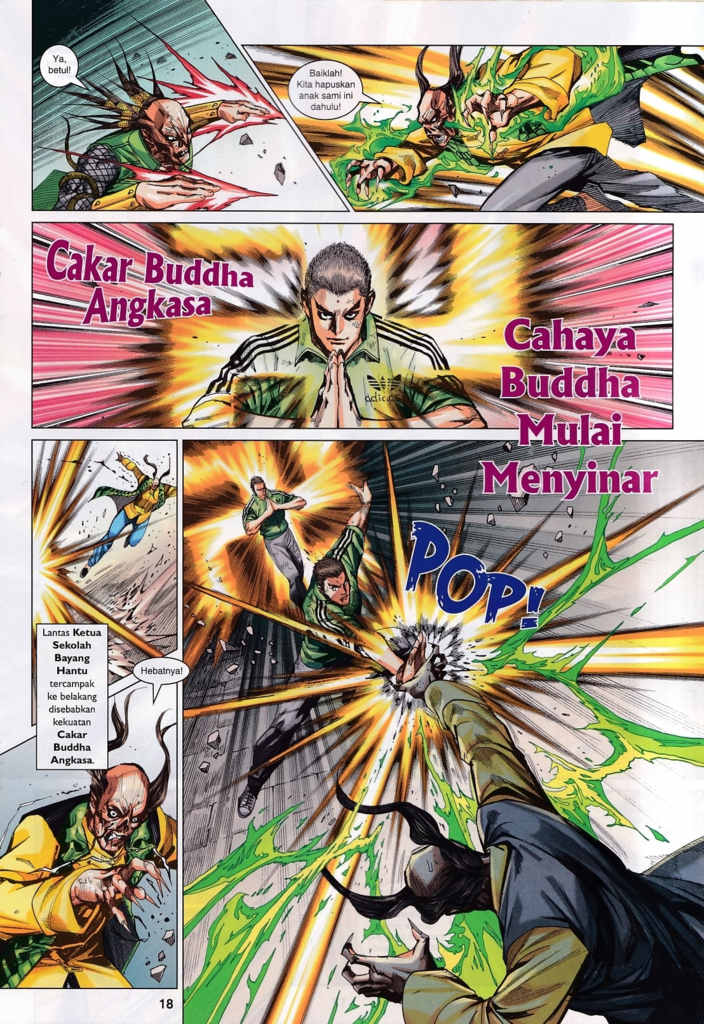 Ya,
betul!
Baiklah!
Kita hapuskan
anak sami ini
dahulu!
Cakar Buddha
Angkasa
Cahaya
Buddha
Mulai
Menyinar
adidas
POP!
Lantas Ketua
Sekolah
Bayang
Hantu
tercampak
ke belakang
disebabkan
kekuatan
Cakar
Buddha
Angkasa.
Hebatnya!
18